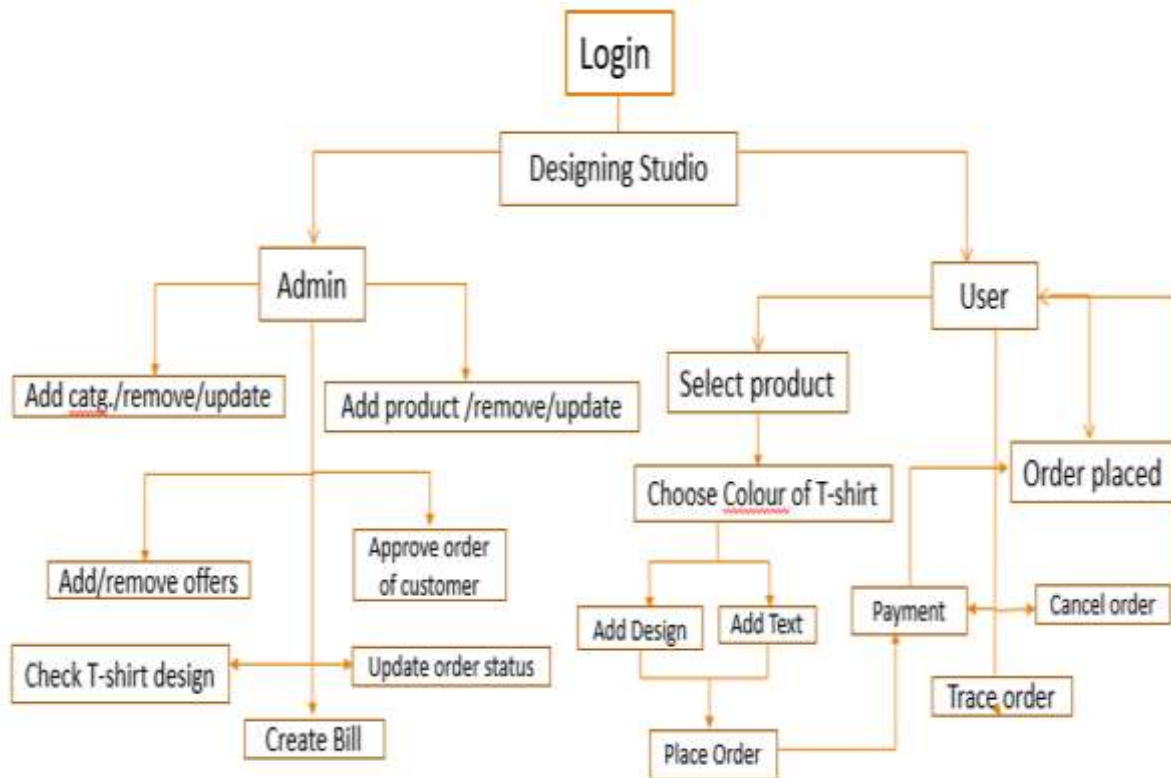 Login
Designing Studio
Admin
User
Add catg./remove/update
Add product /remove/update
Select product
Choose Colour of T-shirt
Order placed
Add/remove offers
Approve order
of customer
Add Design
Add Text
Payment
Cancel order
Check T-shirt design
Update order status
Trace order
Create Bill
Place Order